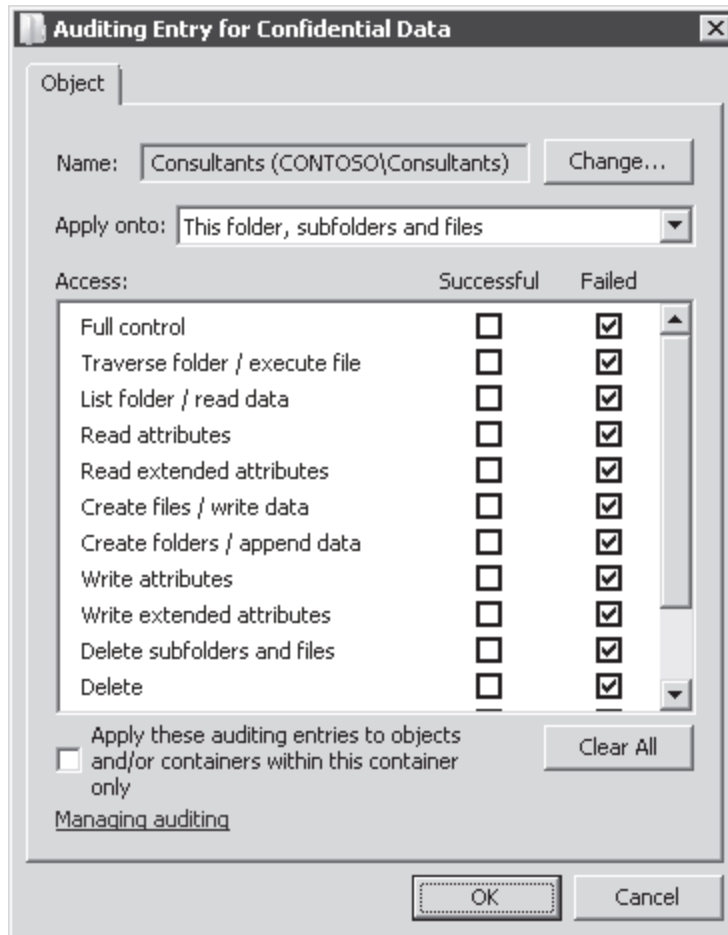 Auditing Entry for Confidential Data
Object
Name: Consultants (CONTOSO\Consultants) Change...
Apply onto: This folder, subfolders and files
Access: Successful Failed
Full control
Traverse folder / execute file
List folder / read data
Read attributes
Read extended attributes
Create files / write data
Create folders / append data
Write attributes
Write extended attributes
Delete subfolders and files
Delete
Apply these auditing entries to objects
and/or containers within this container
only
Clear All
Managing auditing
OK Cancel